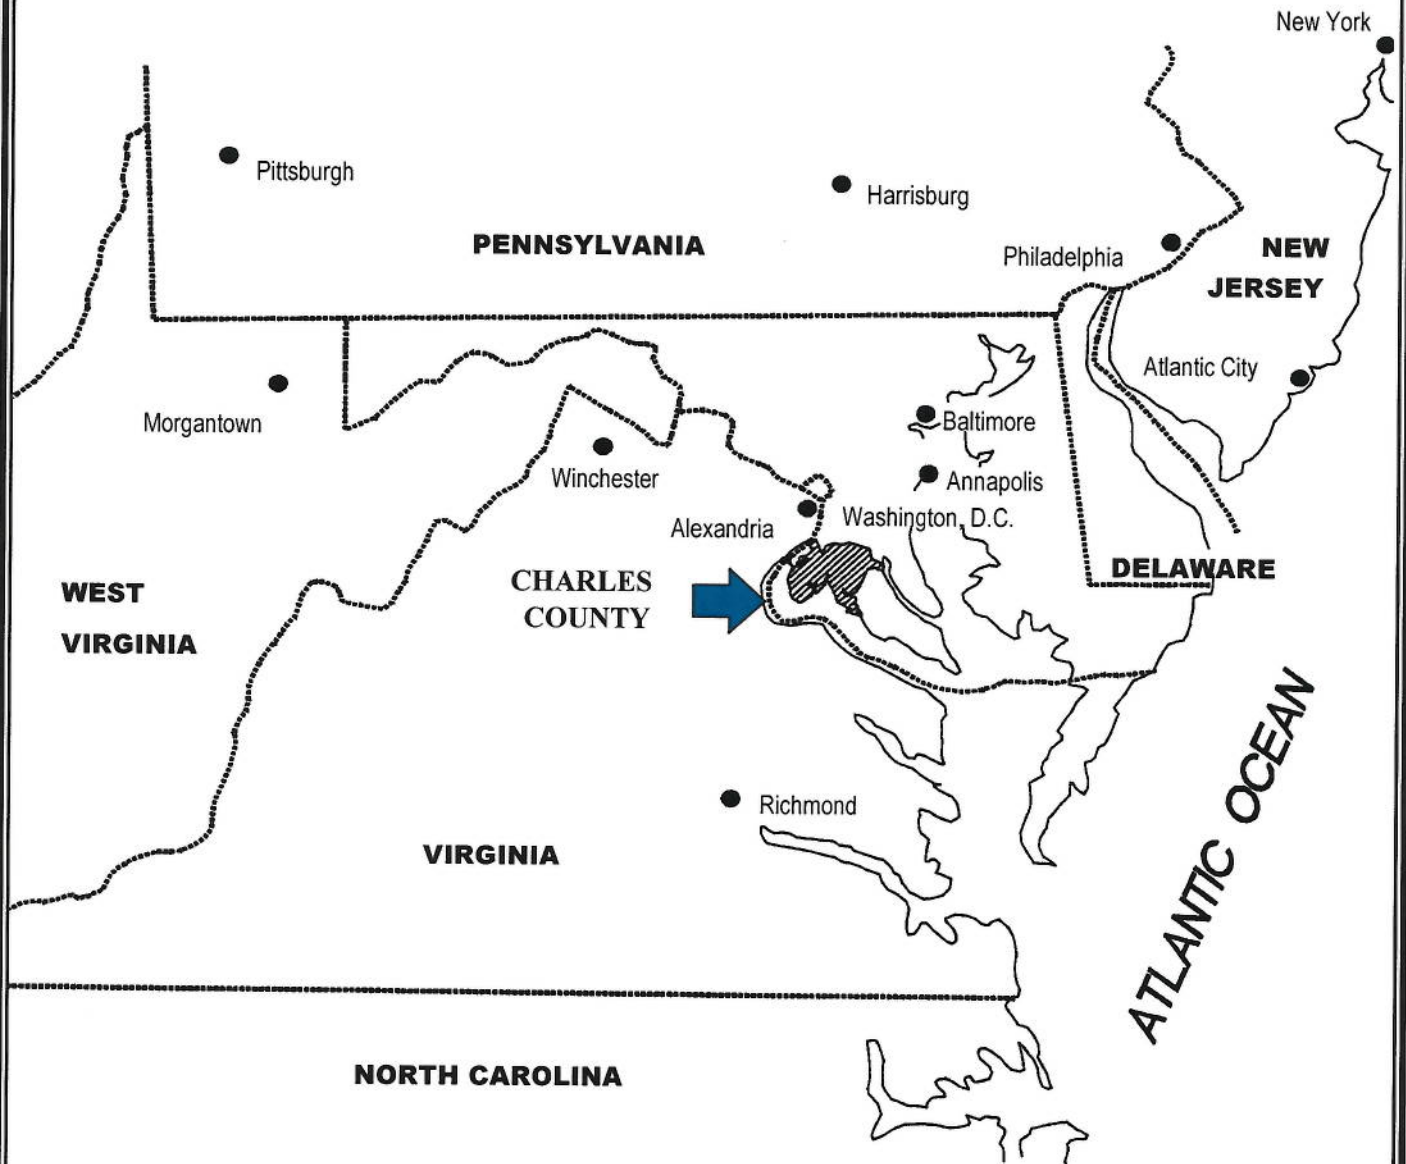 New York
Pittsburgh
Harrisburg
PENNSYLVANIA
Philadelphia
NEW
JERSEY
Atlantic City
Morgantown
Baltimore
Winchester
Annapolis
Alexandria
Washington, D.C.
CHARLES
COUNTY
DELAWARE
WEST
VIRGINIA
Richmond
VIRGINIA
ATLANTIC OCEAN
NORTH CAROLINA